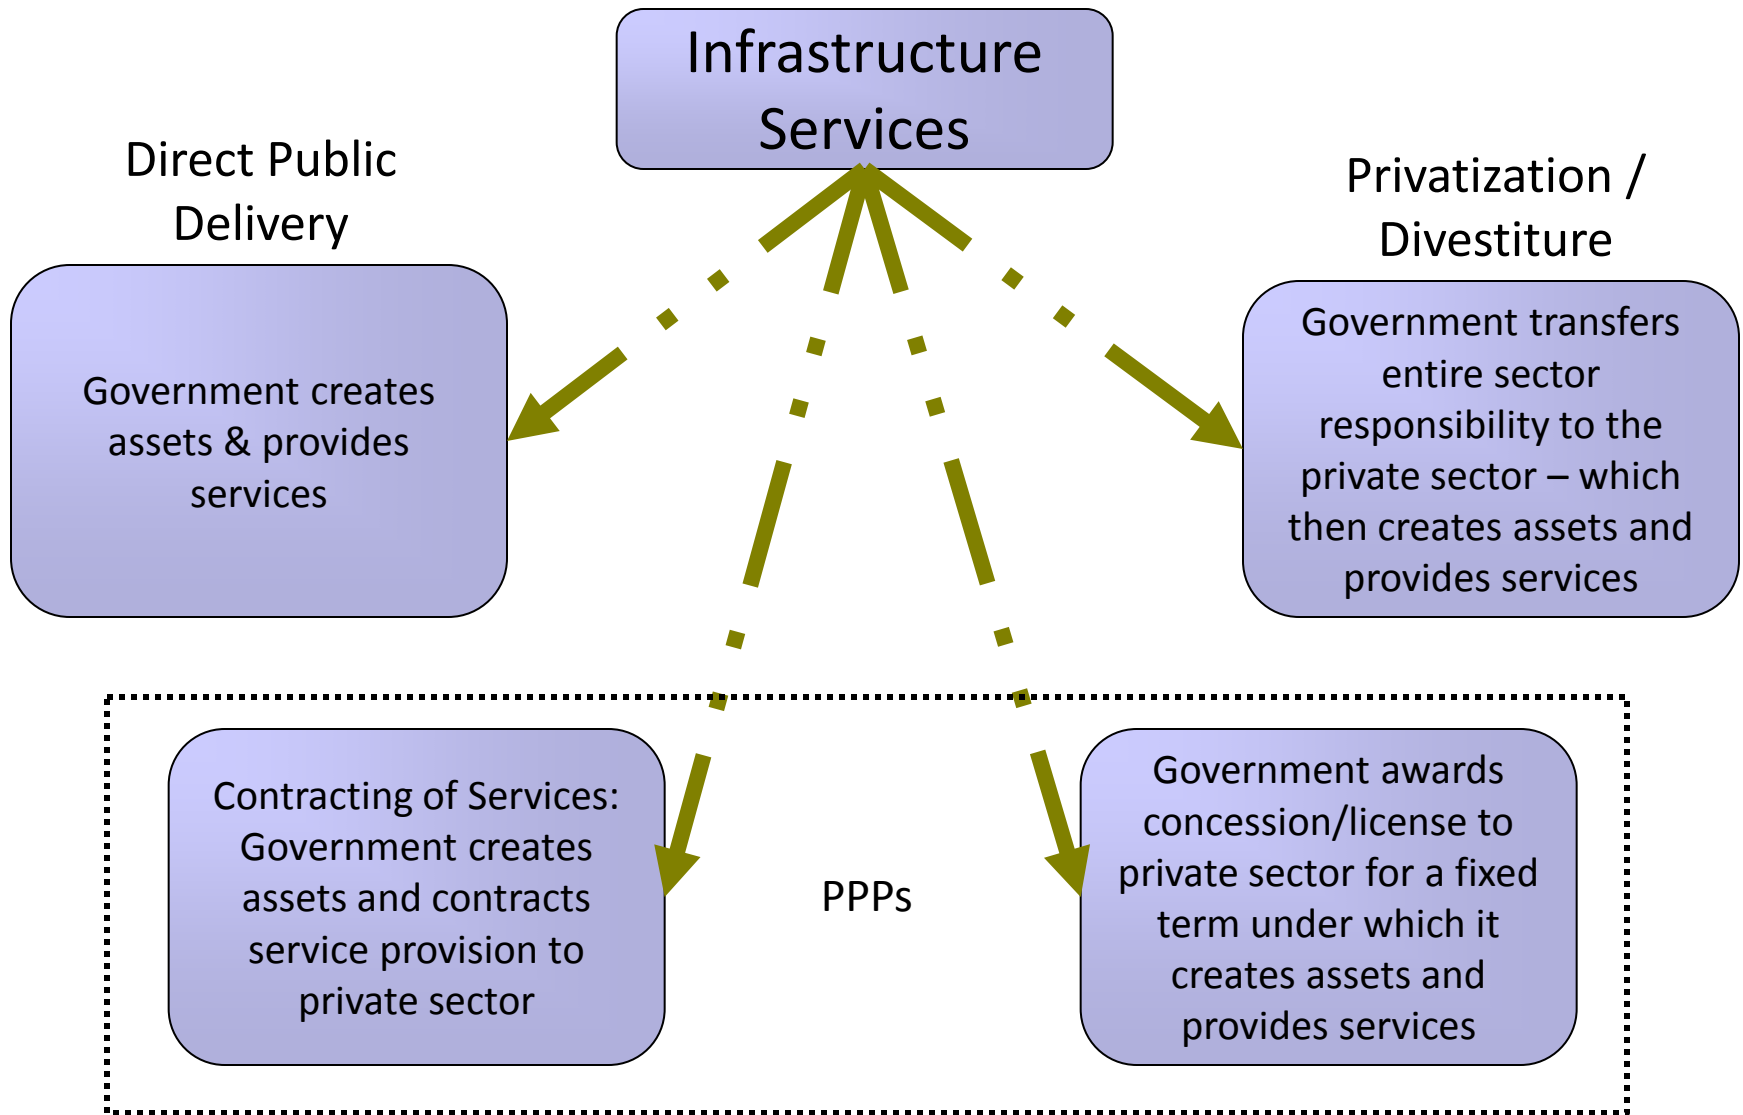 Infrastructure
Services
Direct Public
Delivery
Government creates
assets & provides
services
Privatization /
Divestiture
Government transfers
entire sector
responsibility to the
private sector – which
then creates assets and
provides services
Contracting of Services:
Government creates
assets and contracts
service provision to
private sector
PPPs
Government awards
concession/license to
private sector for a fixed
term under which it
creates assets and
provides services